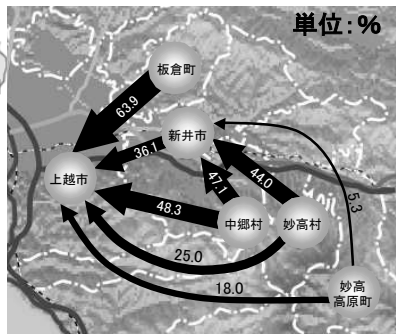 単位:%
板倉町
63.9
新井市
36.1
上越市
47.1
44.0
48.3
中郷村
妙高村
5.3
25.0
18.0
妙高
高原町